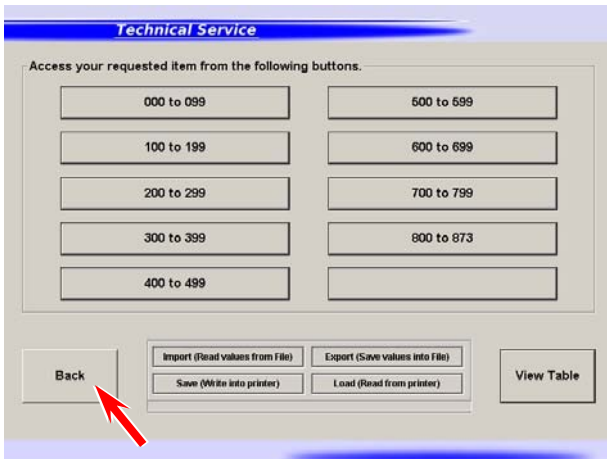 Technical Service
Access your requested item from the following buttons.
000 to 099
500 to 599
100 to 199
600 to 699
200 to 299
700 to 799
300 to 399
800 to 873
400 to 499
Import (Read values from File)
Export (Save values into File)
Back
Save (Write into printer)
Load (Read from printer)
View Table